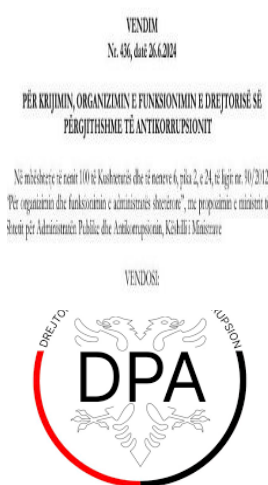 VENDIM
Nr. 436, datë 26.6.2024
PËR KRIJIMIN, ORGANIZIMIN E FUNKSIONIMIN E DREJTORISË SË
PËRGJITHSHME TË ANTIKORRUPSIONIT
Në mbështetje të nenit 100 të Kushtetutës dhe të neneve 6, pika 2, e 24, të ligjit nr. 90/2012,
"Për organizimin dhe funksionimin e administratës shtetërore", me propozimin e ministrit të
Shtetit për Administratën Publike dhe Antikorrupsionin, Këshilli i Ministrave
VENDOSI:
DPA